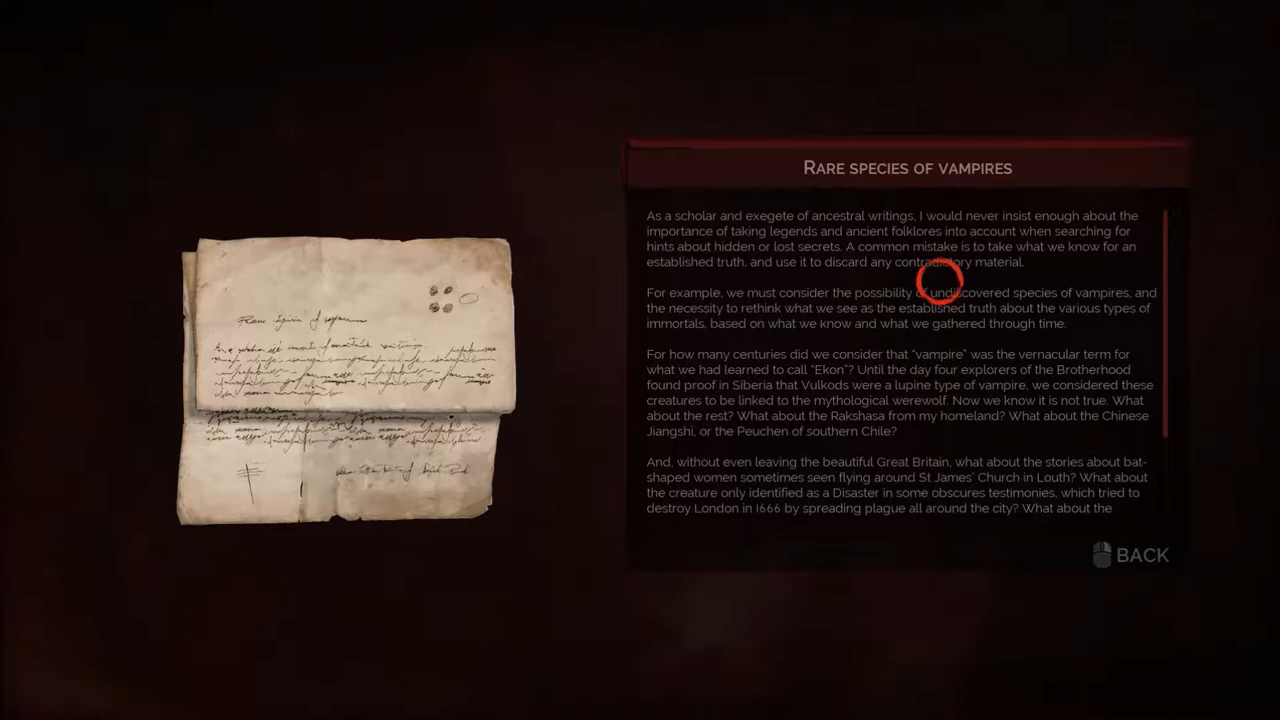 Rare species of vampires
As a scholar and exegete of ancestral writings, I would never insist enough about the
importance of taking legends and ancient folklores into account when searching for
hints about hidden or lost secrets. A common mistake is to take what we know for an
established truth, and use it to discard any contradictory material.
For example, we must consider the possibility of undiscovered species of vampires, and
the necessity to rethink what we see as the established truth about the various types of
immortals, based on what we know and what we gathered through time.
For how many centuries did we consider that "vampire" was the vernacular term for
what we had learned to call "Ekon"? Until the day four explorers of the Brotherhood
found proof in Siberia that Vulkods were a lupine type of vampire, we considered these
creatures to be linked to the mythological werewolf. Now we know it is not true. What
about the rest? What about the Rakshasa from my homeland? What about the Chinese
Jiangshi, or the Peuchen of southern Chile?
And, without even leaving the beautiful Great Britain, what about the stories about bat-
shaped women sometimes seen flying around St James' Church in Louth? What about
the creature only identified as a Disaster in some obscures testimonies, which tried to
destroy London in 1666 by spreading plague all around the city? What about the
BACK